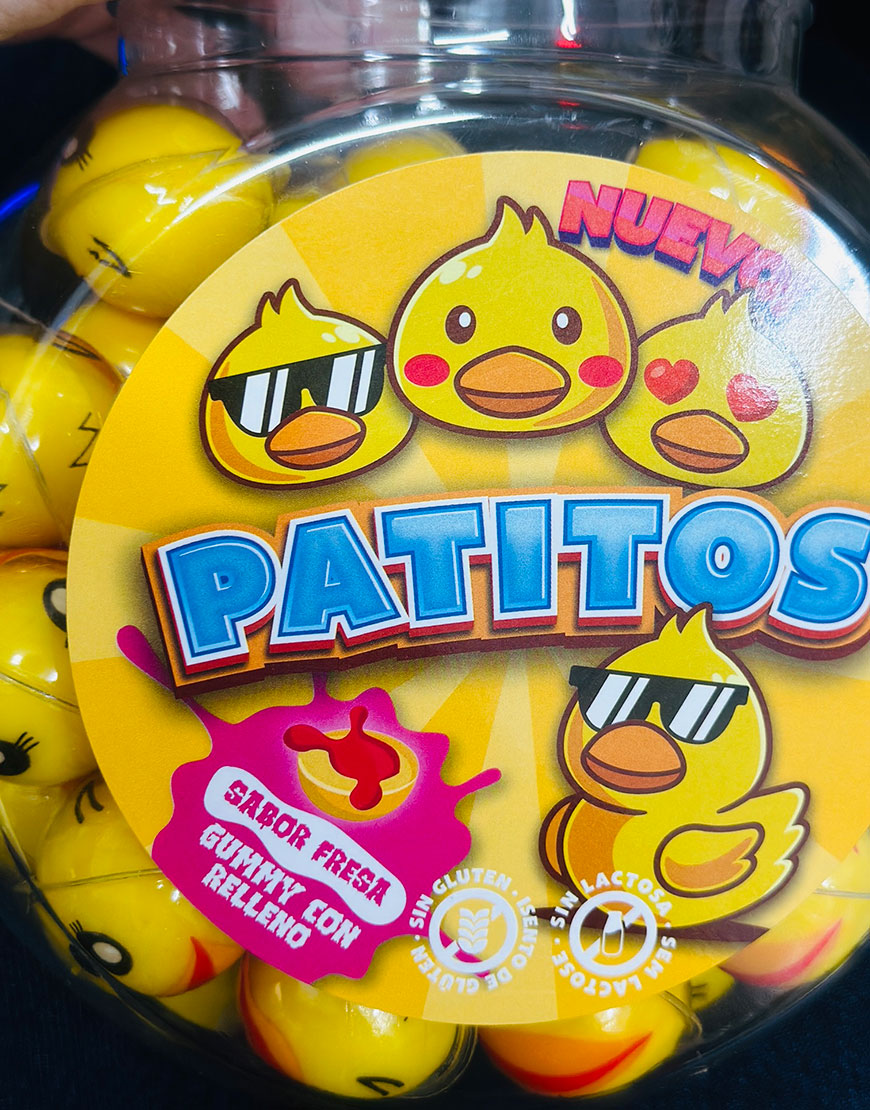 NUEVO
PATITOS
SABOR FRESA
GUMMY CON
RELLENO
· SIN GLUTEN · ISENTO DE GLÚTEN
· SIN LACTOSA · SEM LACTOSE